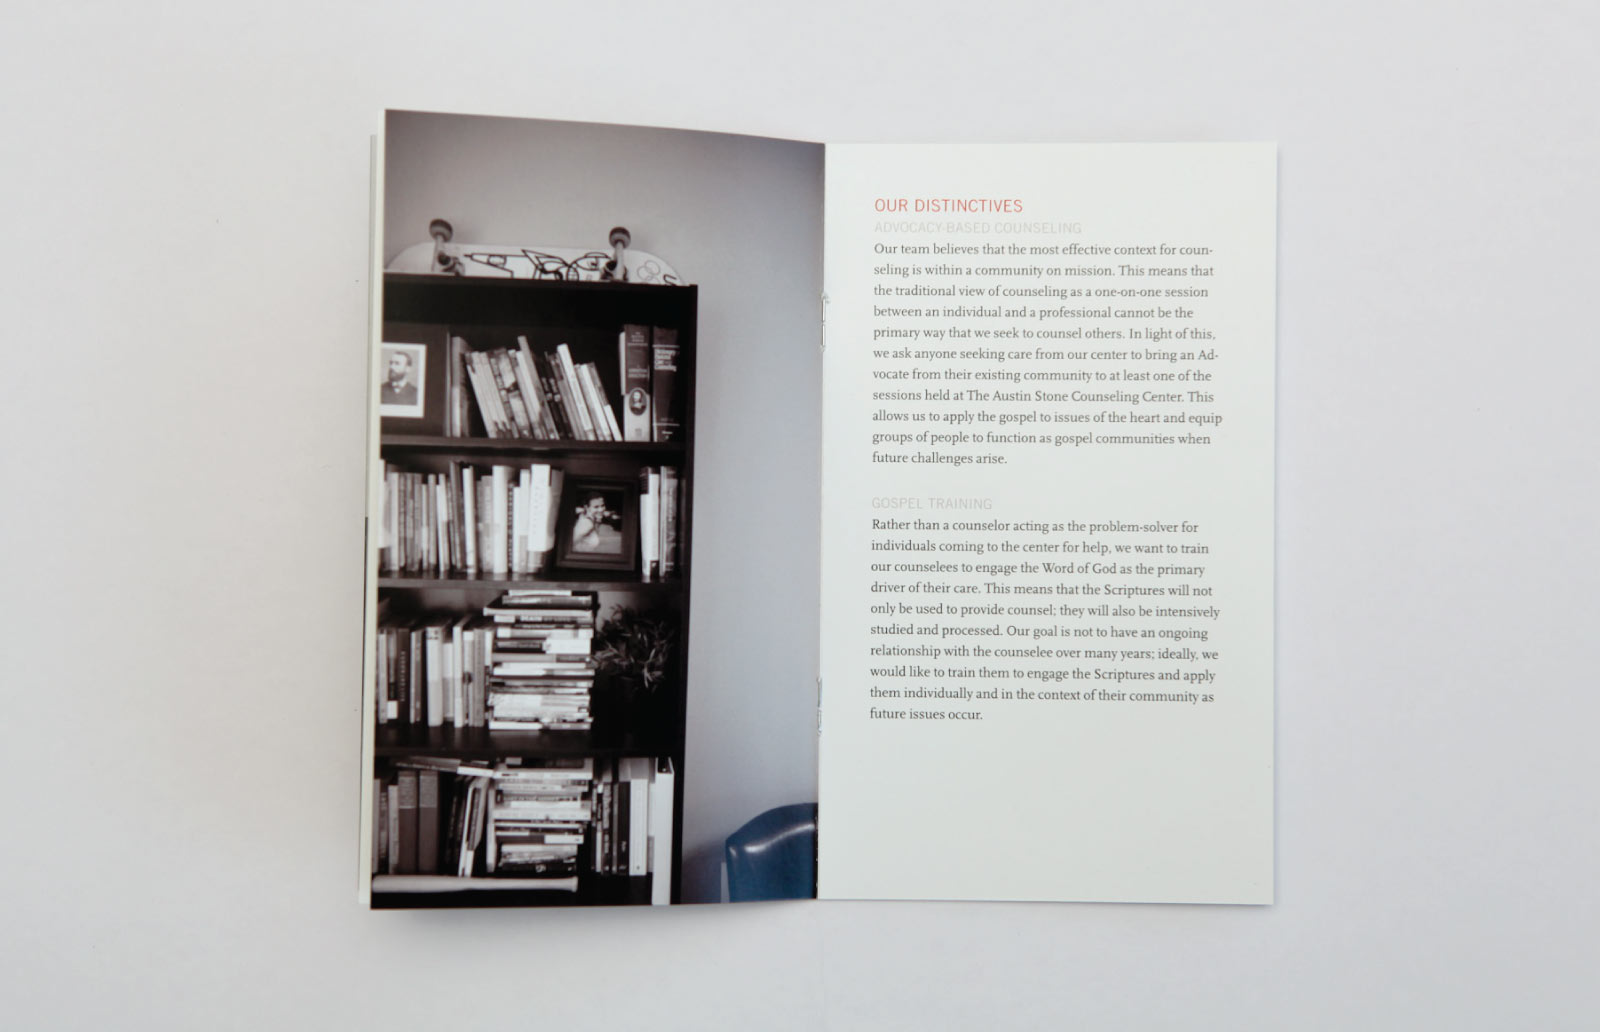 OUR DISTINCTIVES
ADVOCACY-BASED COUNSELING
Our team believes that the most effective context for coun-
seling is within a community on mission. This means that
the traditional view of counseling as a one-on-one session
between an individual and a professional cannot be the
primary way that we seek to counsel others. In light of this,
we ask anyone seeking care from our center to bring an Ad-
vocate from their existing community to at least one of the
sessions held at The Austin Stone Counseling Center. This
allows us to apply the gospel to issues of the heart and equip
groups of people to function as gospel communities when
future challenges arise.
GOSPEL TRAINING
Rather than a counselor acting as the problem-solver for
individuals coming to the center for help, we want to train
our counselees to engage the Word of God as the primary
driver of their care. This means that the Scriptures will not
only be used to provide counsel; they will also be intensively
studied and processed. Our goal is not to have an ongoing
relationship with the counselee over many years; ideally, we
would like to train them to engage the Scriptures and apply
them individually and in the context of their community as
future issues occur.